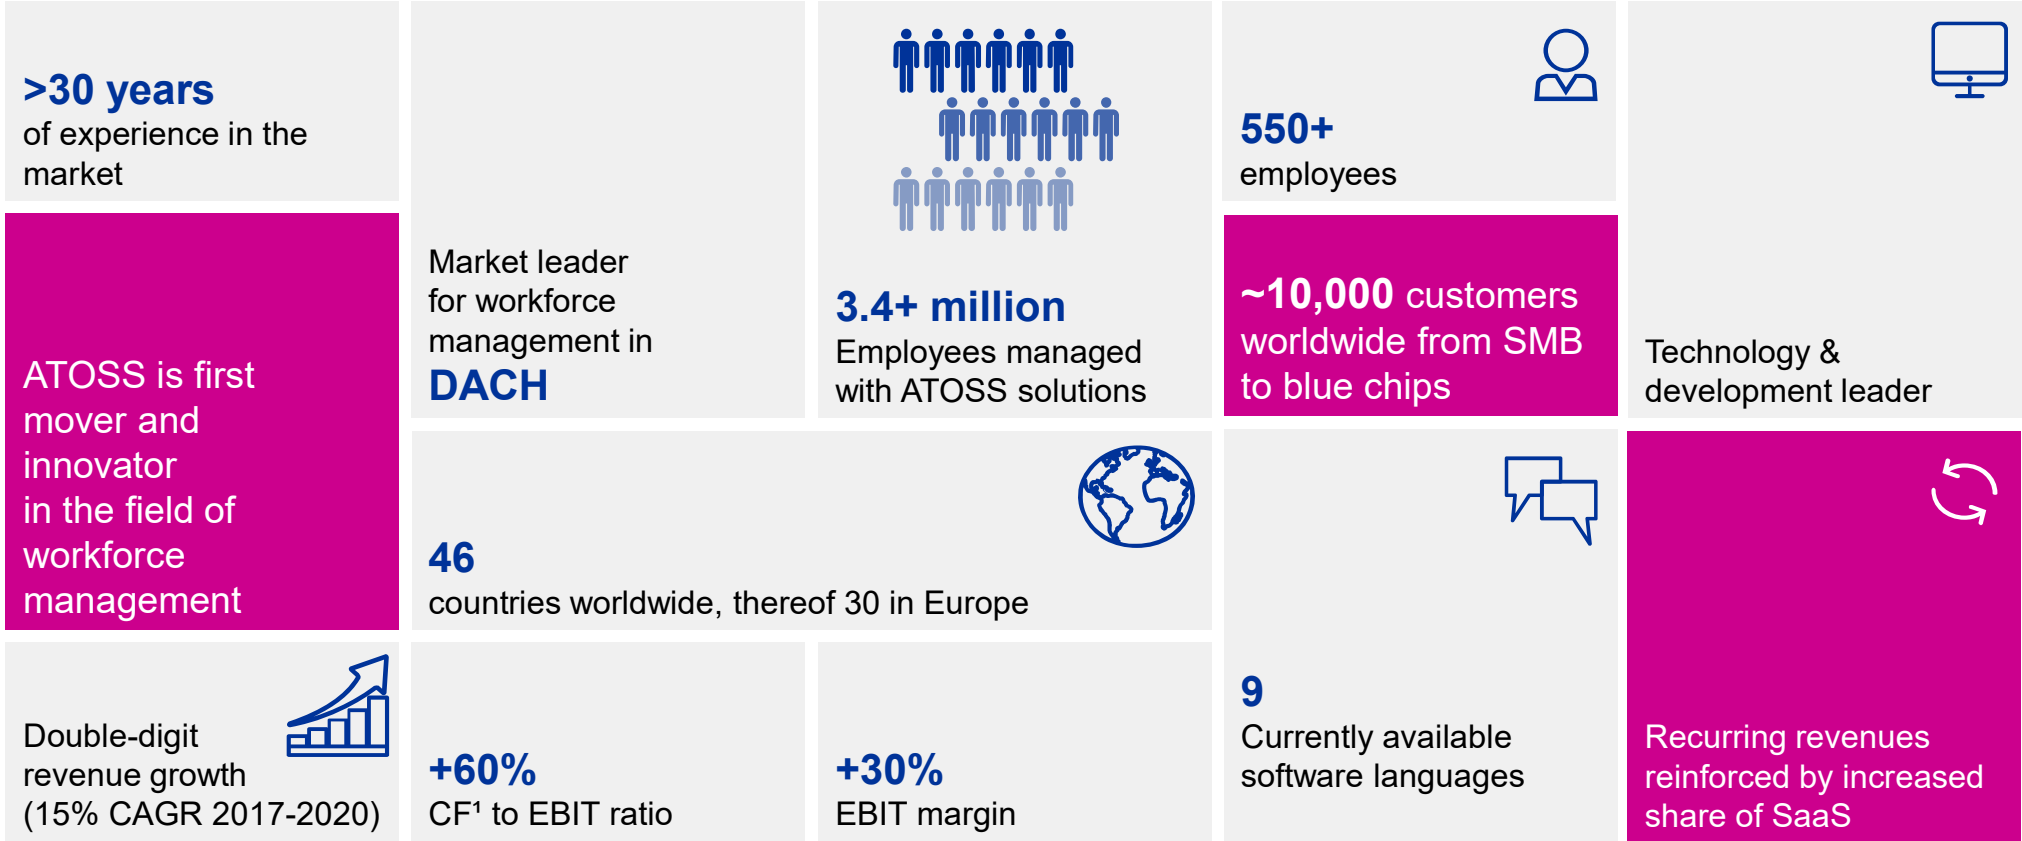 >30 years
of experience in the
market
Market leader
for workforce
management in
DACH
3.4+ million
Employees managed
with ATOSS solutions
550+
employees
~10,000 customers
worldwide from SMB
to blue chips
Technology &
development leader
ATOSS is first
mover and
innovator
in the field of
workforce
management
46
countries worldwide, thereof 30 in Europe
9
Currently available
software languages
Recurring revenues
reinforced by increased
share of SaaS
Double-digit
revenue growth
(15% CAGR 2017-2020)
+60%
CF¹ to EBIT ratio
+30%
EBIT margin